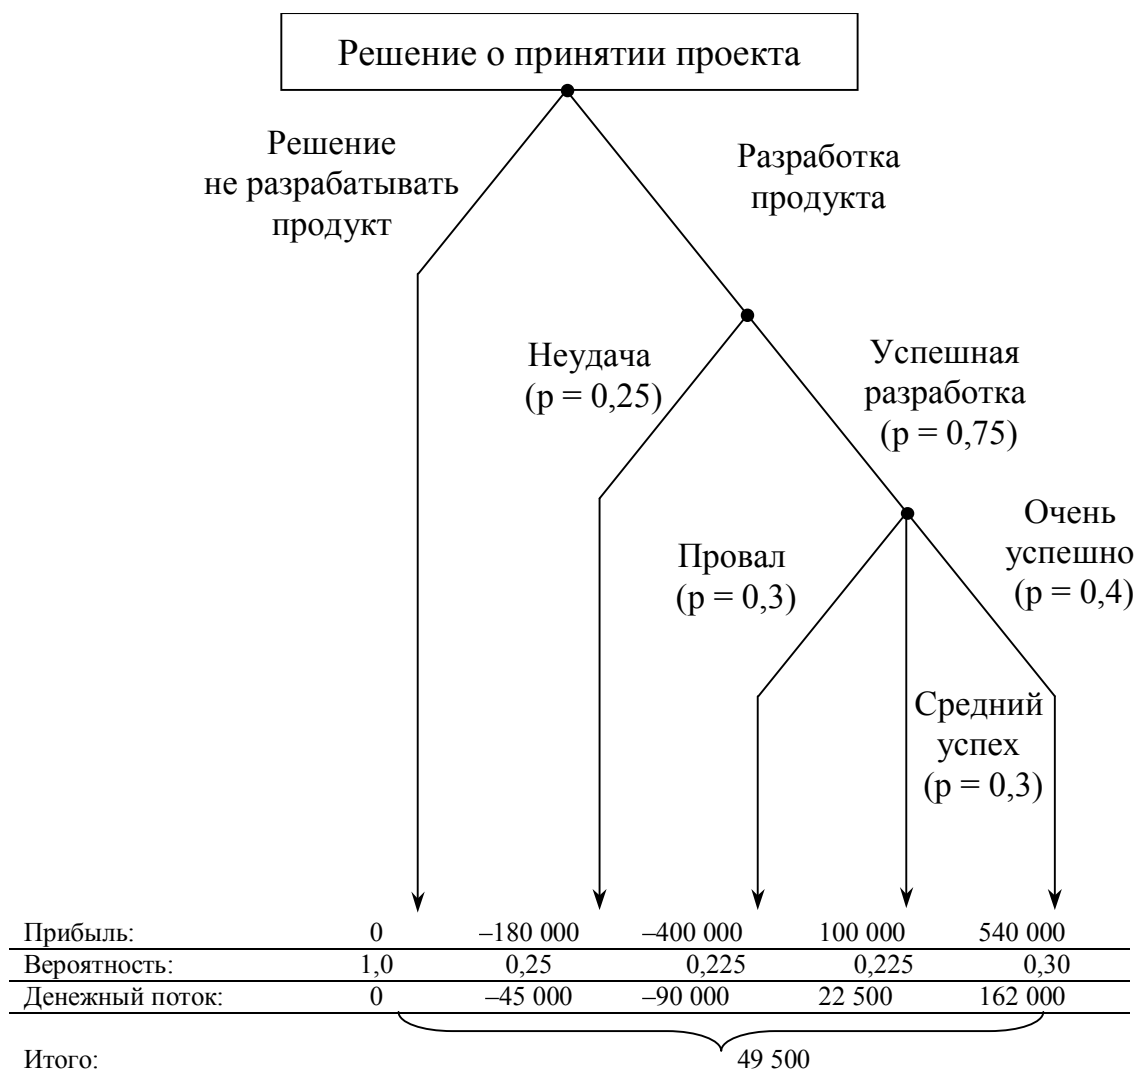 Решение о принятии проекта
Решение
не разрабатывать
продукт
Разработка
продукта
Неудача
(p = 0,25)
Успешная
разработка
(p = 0,75)
Провал
(p = 0,3)
Очень
успешно
(p = 0,4)
Средний
успех
(p = 0,3)
Прибыль: 0 –180 000 –400 000 100 000 540 000
Вероятность: 1,0 0,25 0,225 0,225 0,30
Денежный поток: 0 –45 000 –90 000 22 500 162 000
Итого: 49 500